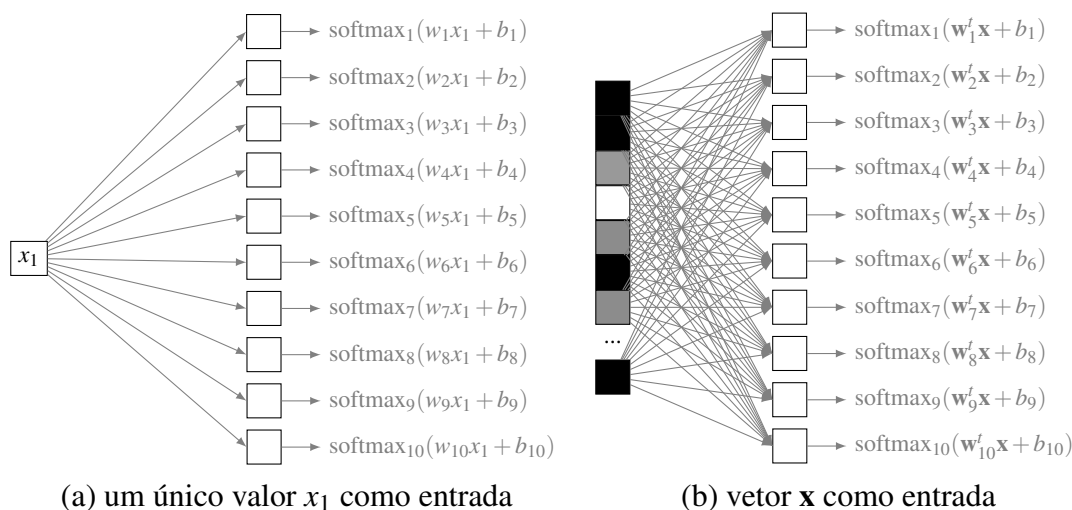 softmax₁(w₁x₁ + b₁)
softmax₂(w₂x₁ + b₂)
softmax₃(w₃x₁ + b₃)
softmax₄(w₄x₁ + b₄)
softmax₅(w₅x₁ + b₅)
x₁
softmax₆(w₆x₁ + b₆)
softmax₇(w₇x₁ + b₇)
softmax₈(w₈x₁ + b₈)
softmax₉(w₉x₁ + b₉)
softmax₁₀(w₁₀x₁ + b₁₀)
(a) um único valor x₁ como entrada
softmax₁(𝐰₁ᵗ𝐱 + b₁)
softmax₂(𝐰₂ᵗ𝐱 + b₂)
softmax₃(𝐰₃ᵗ𝐱 + b₃)
softmax₄(𝐰₄ᵗ𝐱 + b₄)
softmax₅(𝐰₅ᵗ𝐱 + b₅)
softmax₆(𝐰₆ᵗ𝐱 + b₆)
softmax₇(𝐰₇ᵗ𝐱 + b₇)
...
softmax₈(𝐰₈ᵗ𝐱 + b₈)
softmax₉(𝐰₉ᵗ𝐱 + b₉)
softmax₁₀(𝐰₁₀ᵗ𝐱 + b₁₀)
(b) vetor 𝐱 como entrada